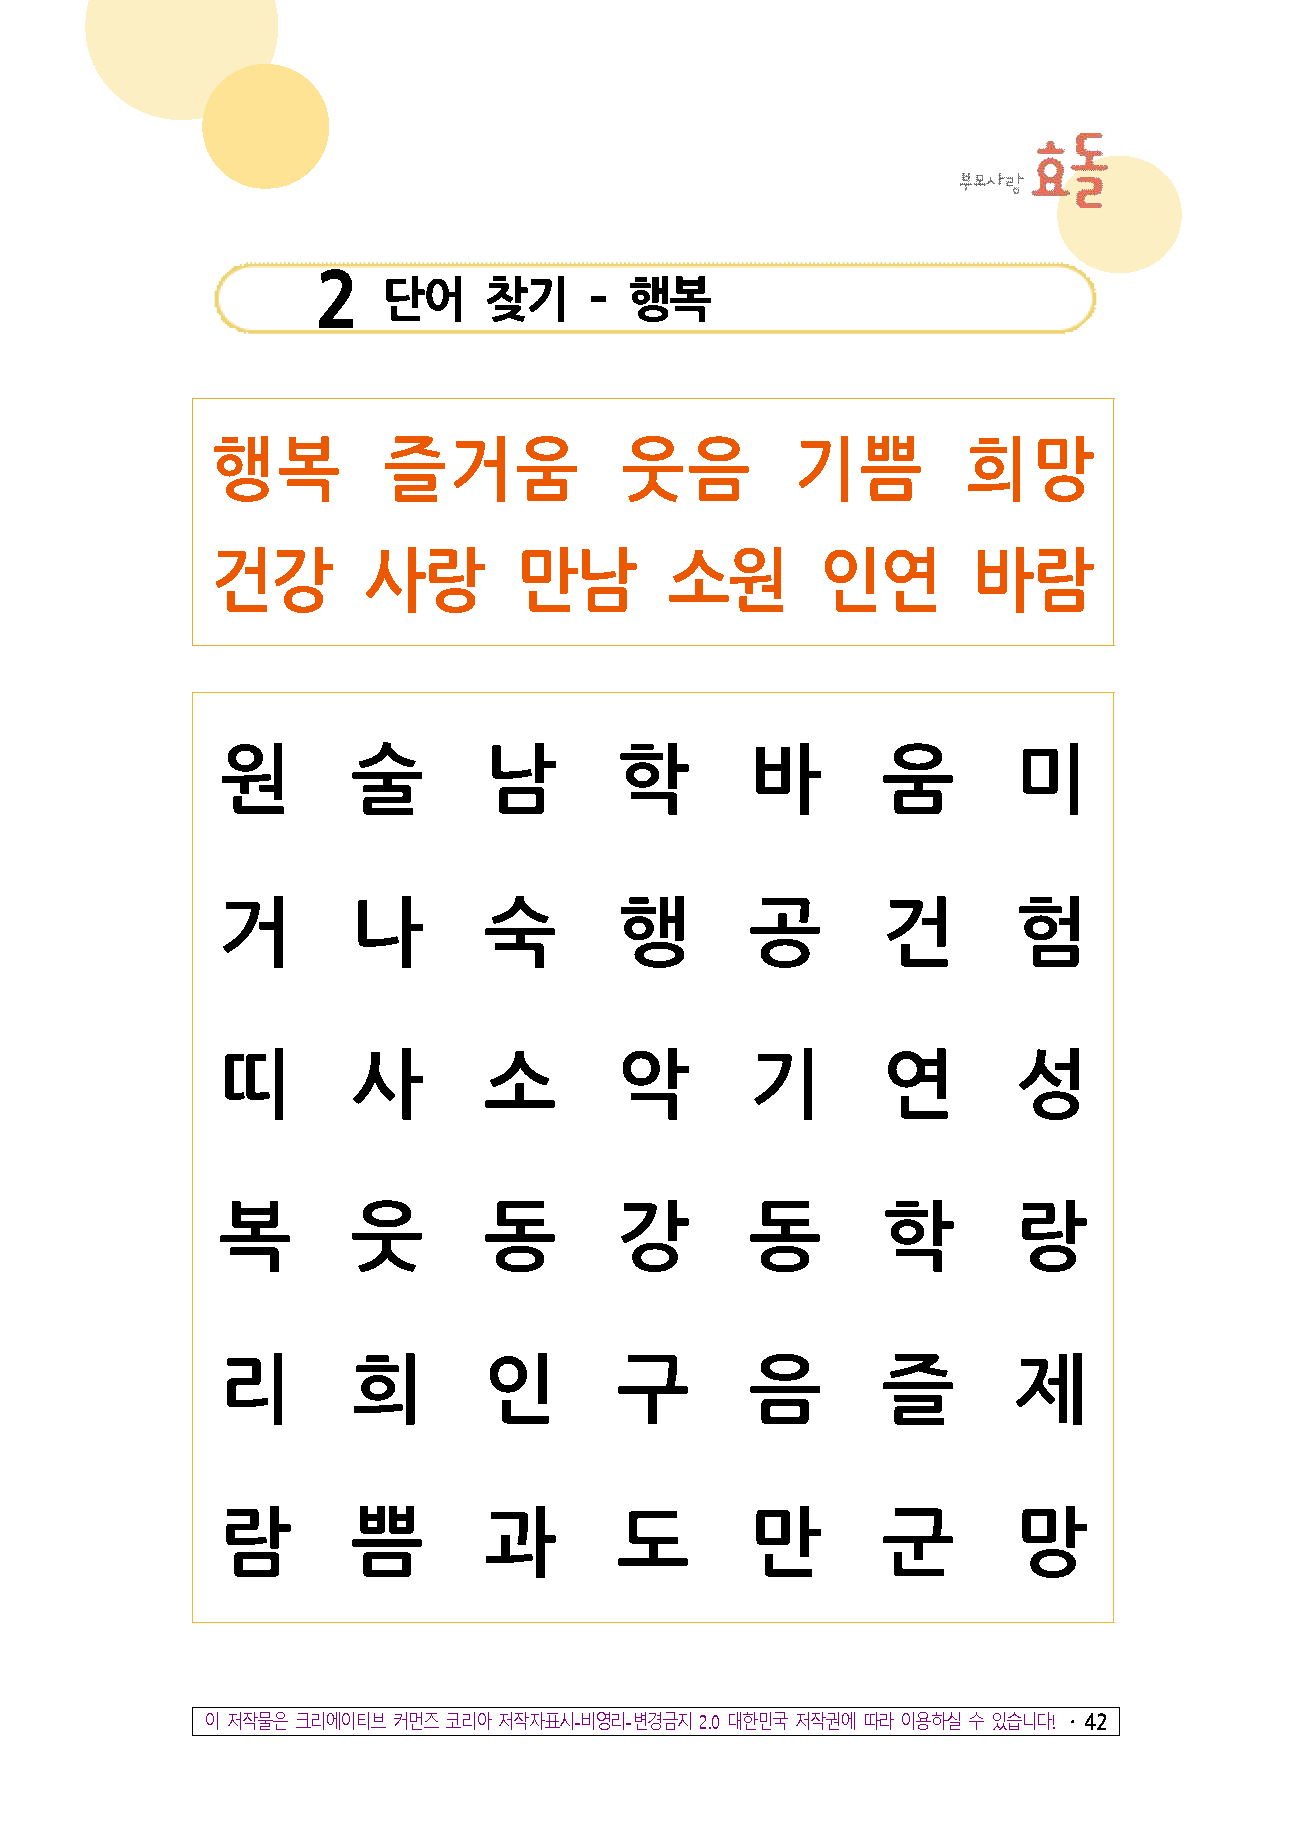 부모사랑 효돌
2 단어 찾기 - 행복
행복 즐거움 웃음 기쁨 희망
건강 사랑 만남 소원 인연 바람
원 술 남 학 바 움 미
거 나 숙 행 공 건 험
띠 사 소 악 기 연 성
복 웃 동 강 동 학 랑
리 희 인 구 음 즐 제
람 쁨 과 도 만 군 망
이 저작물은 크리에이티브 커먼즈 코리아 저작자표시-비영리-변경금지 2.0 대한민국 저작권에 따라 이용하실 수 있습니다! · 42